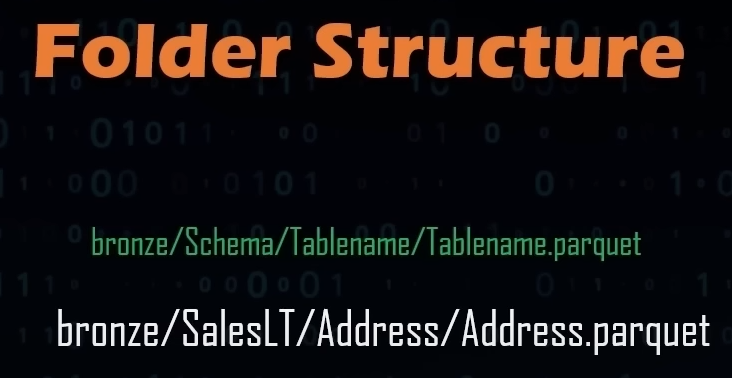 Folder Structure
bronze/Schema/Tablename/Tablename.parquet
bronze/SalesLT/Address/Address.parquet